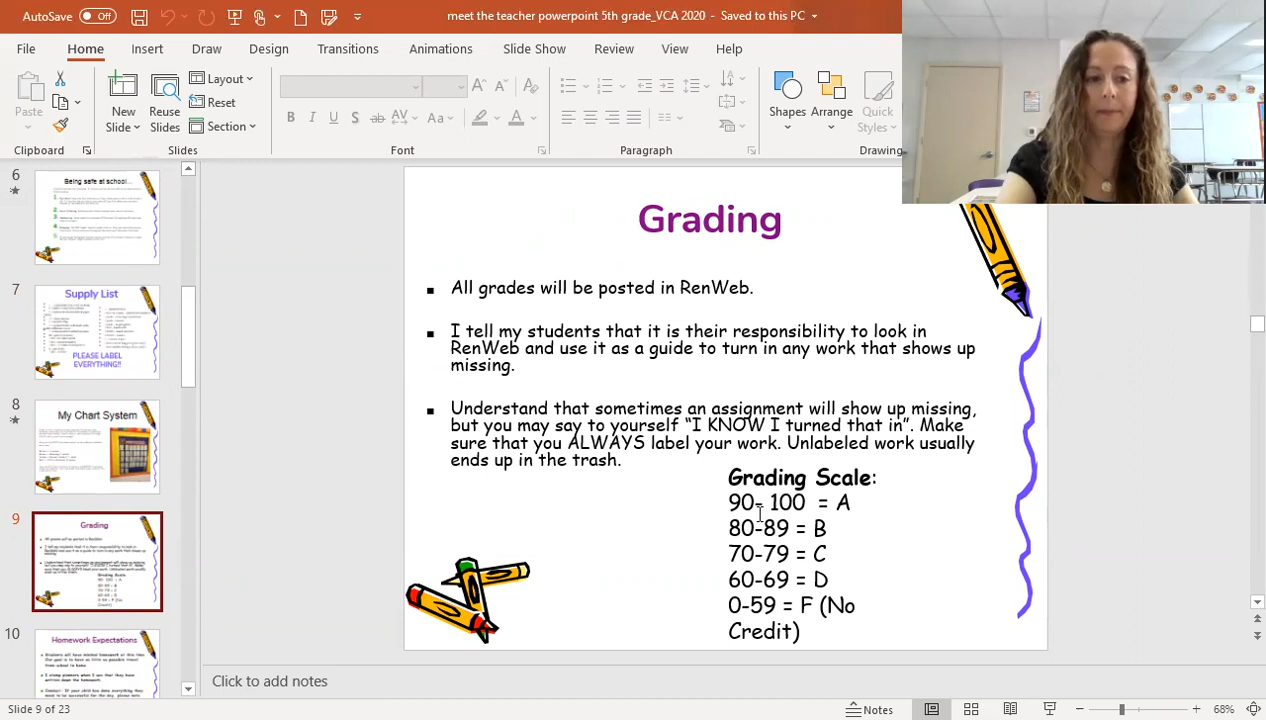 AutoSave Off meet the teacher powerpoint 5th grade_VCA 2020 - Saved to this PC
File Home Insert Draw Design Transitions Animations Slide Show Review View Help
Paste
New Slide
Reuse Slides
Layout
Reset
Section
B I U S Aa A
Shapes Arrange Quick Styles
Clipboard Slides Font Paragraph Drawing
6
Being safe at school...
7
Supply List
PLEASE LABEL
EVERYTHING!!
8
My Chart System
9
Grading
10
Homework Expectations
Grading
All grades will be posted in RenWeb.
I tell my students that it is their responsibility to look in
RenWeb and use it as a guide to turn in any work that shows up
missing.
Understand that sometimes an assignment will show up missing,
but you may say to yourself “I KNOW I turned that in”. Make
sure that you ALWAYS label your work. Unlabeled work usually
ends up in the trash.
Grading Scale:
90- 100 = A
80-89 = B
70-79 = C
60-69 = D
0-59 = F (No
Credit)
Click to add notes
Slide 9 of 23 Notes 68%